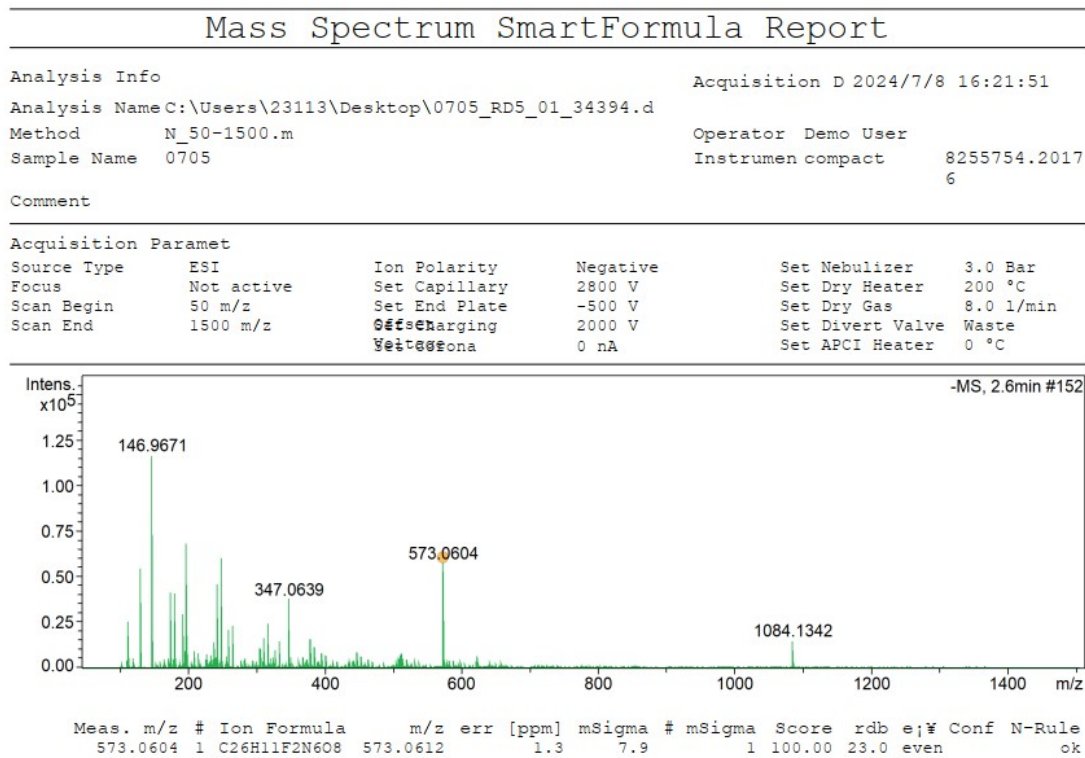 Mass Spectrum SmartFormula Report
Analysis Info
Acquisition D 2024/7/8 16:21:51
Analysis Name C:\Users\23113\Desktop\0705_RD5_01_34394.d
Method N_50-1500.m Operator Demo User
Sample Name 0705 Instrumen compact 8255754.2017
6
Comment
Acquisition Paramet
Source Type ESI Ion Polarity Negative Set Nebulizer 3.0 Bar
Focus Not active Set Capillary 2800 V Set Dry Heater 200 °C
Scan Begin 50 m/z Set End Plate -500 V Set Dry Gas 8.0 l/min
Scan End 1500 m/z Charging 2000 V Set Divert Valve Waste
Corona 0 nA Set APCI Heater 0 °C
Intens. -MS, 2.6min #152
x10⁵
1.25 146.9671
1.00
0.75
573.0604
0.50
347.0639
0.25
1084.1342
0.00
200 400 600 800 1000 1200 1400 m/z
Meas. m/z # Ion Formula m/z err [ppm] mSigma # mSigma Score rdb e¡¥ Conf N-Rule
573.0604 1 C26H11F2N6O8 573.0612 1.3 7.9 1 100.00 23.0 even ok